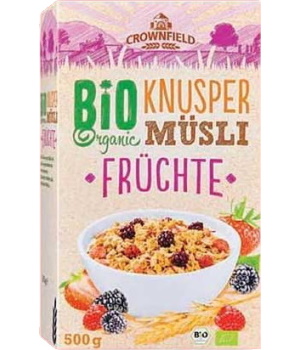 CROWNFIELD
BIO
Organic
KNUSPER
MÜSLI
FRÜCHTE
500g
BIO